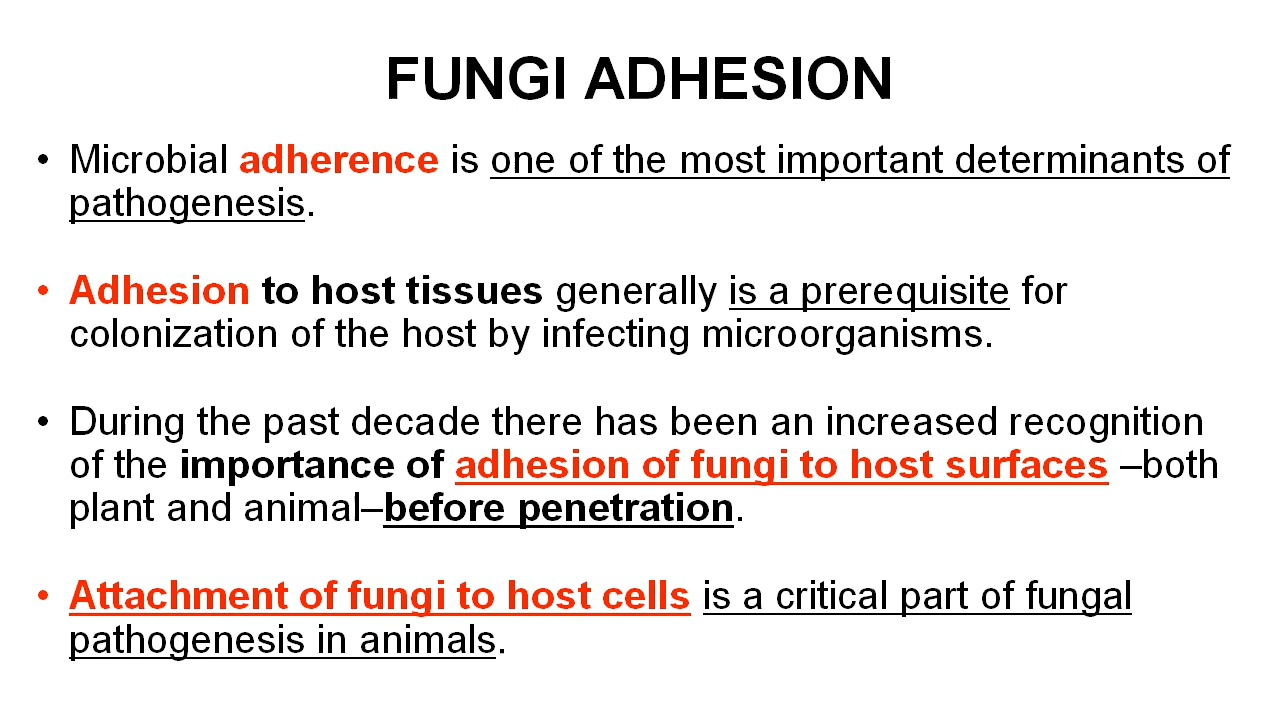 FUNGI ADHESION
• Microbial adherence is one of the most important determinants of
pathogenesis.
• Adhesion to host tissues generally is a prerequisite for
colonization of the host by infecting microorganisms.
• During the past decade there has been an increased recognition
of the importance of adhesion of fungi to host surfaces –both
plant and animal–before penetration.
• Attachment of fungi to host cells is a critical part of fungal
pathogenesis in animals.